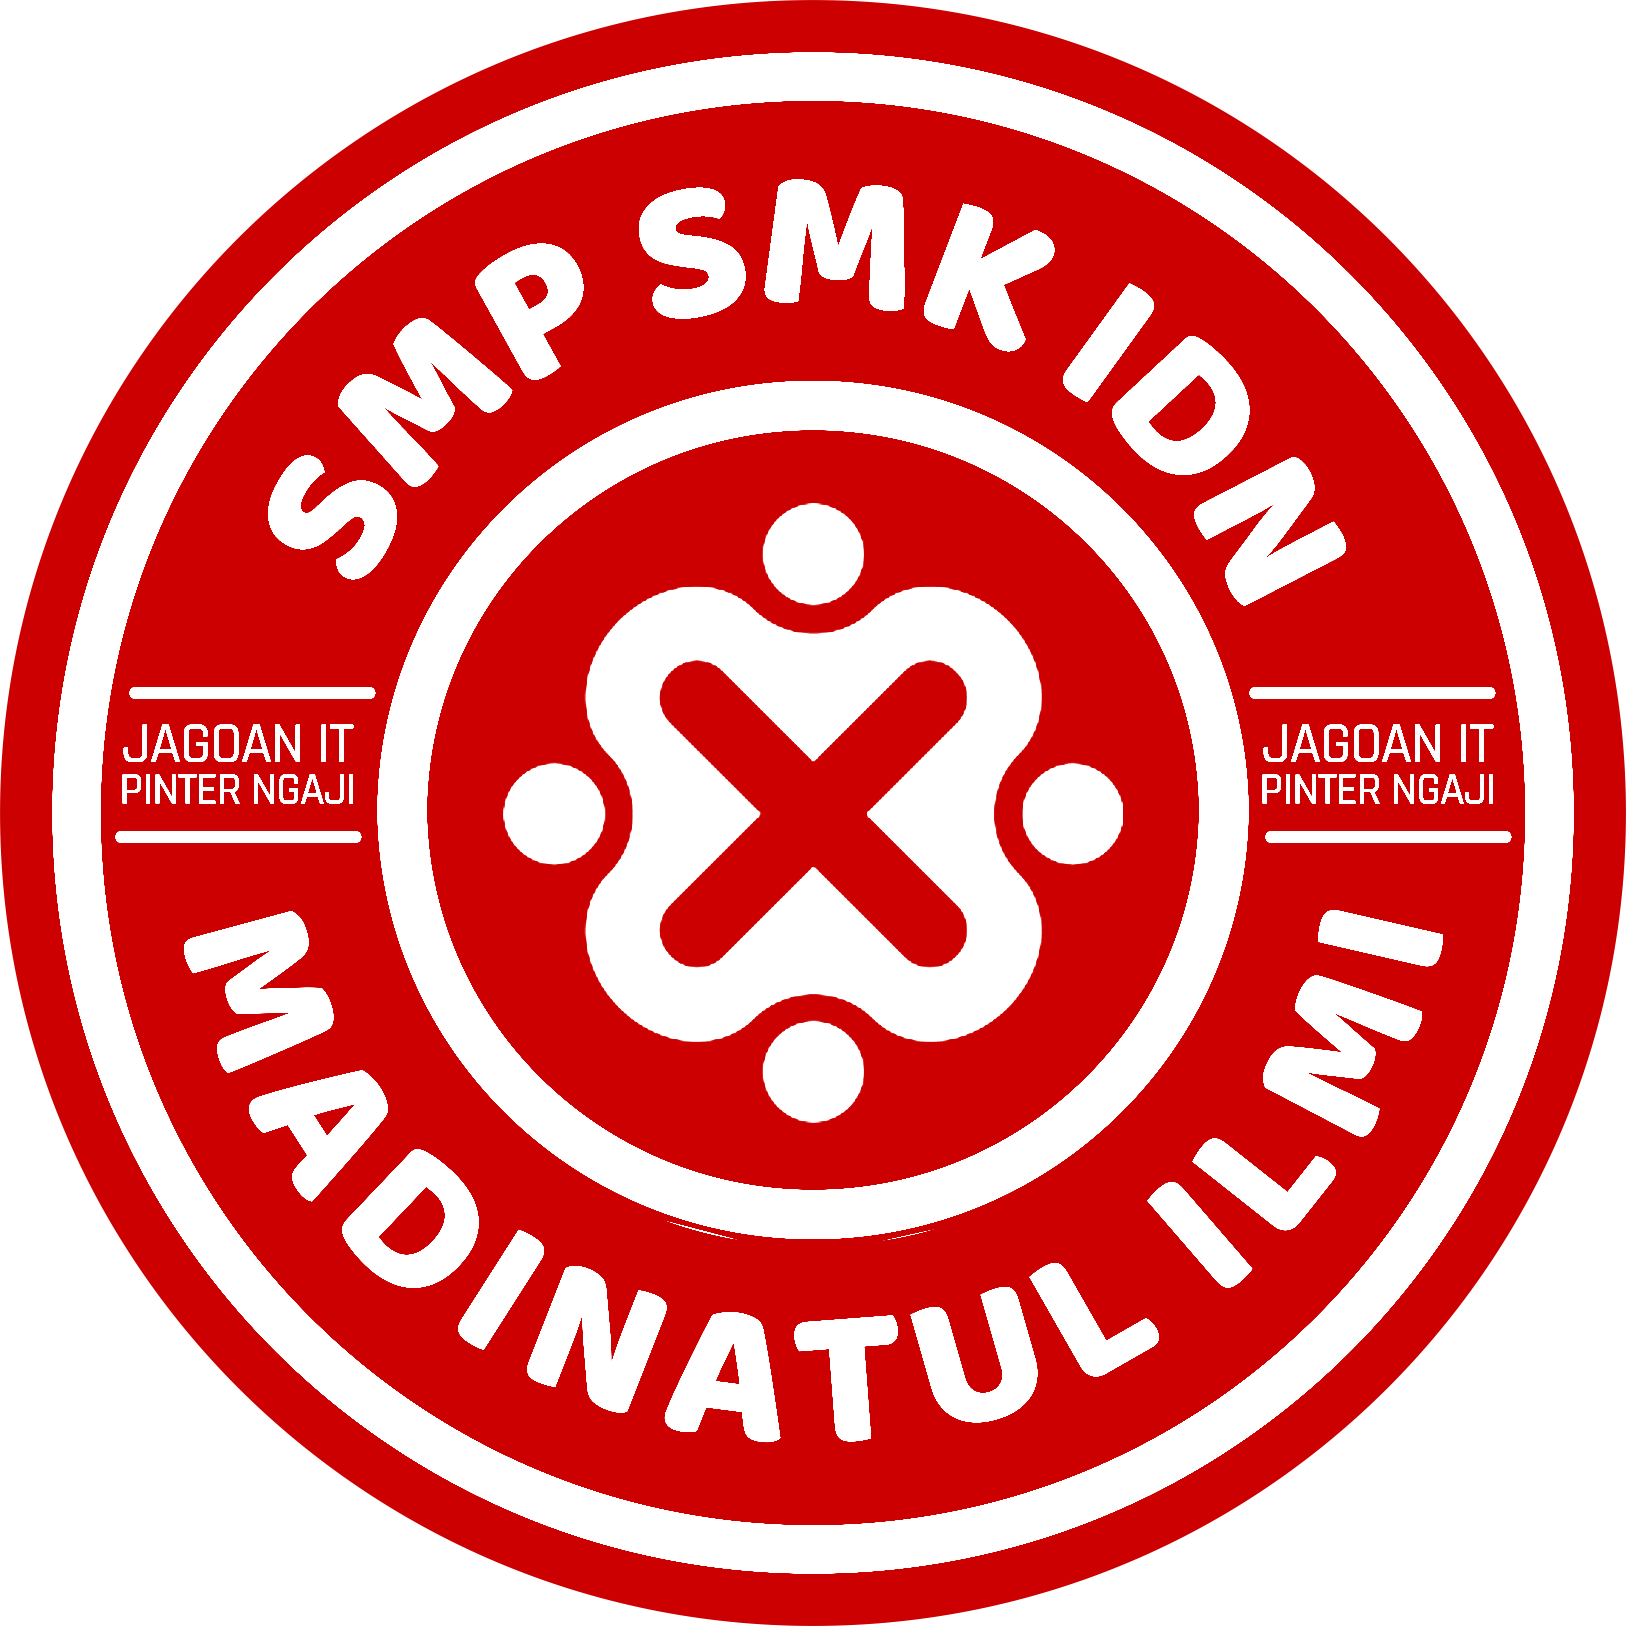 SMP SMK IDN
JAGOAN IT
PINTER NGAJI
JAGOAN IT
PINTER NGAJI
MADINATUL ILMI